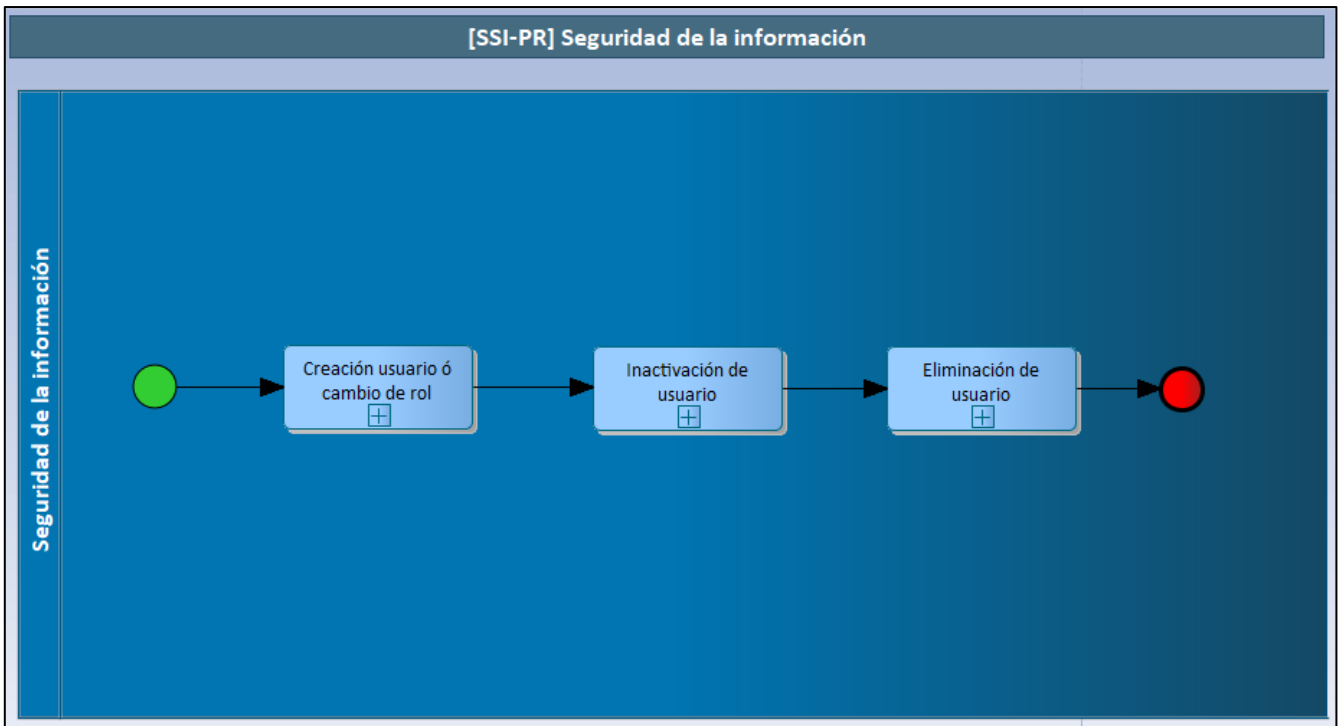 [SSI-PR] Seguridad de la información
Seguridad de la información
Creación usuario ó
cambio de rol
Inactivación de
usuario
Eliminación de
usuario